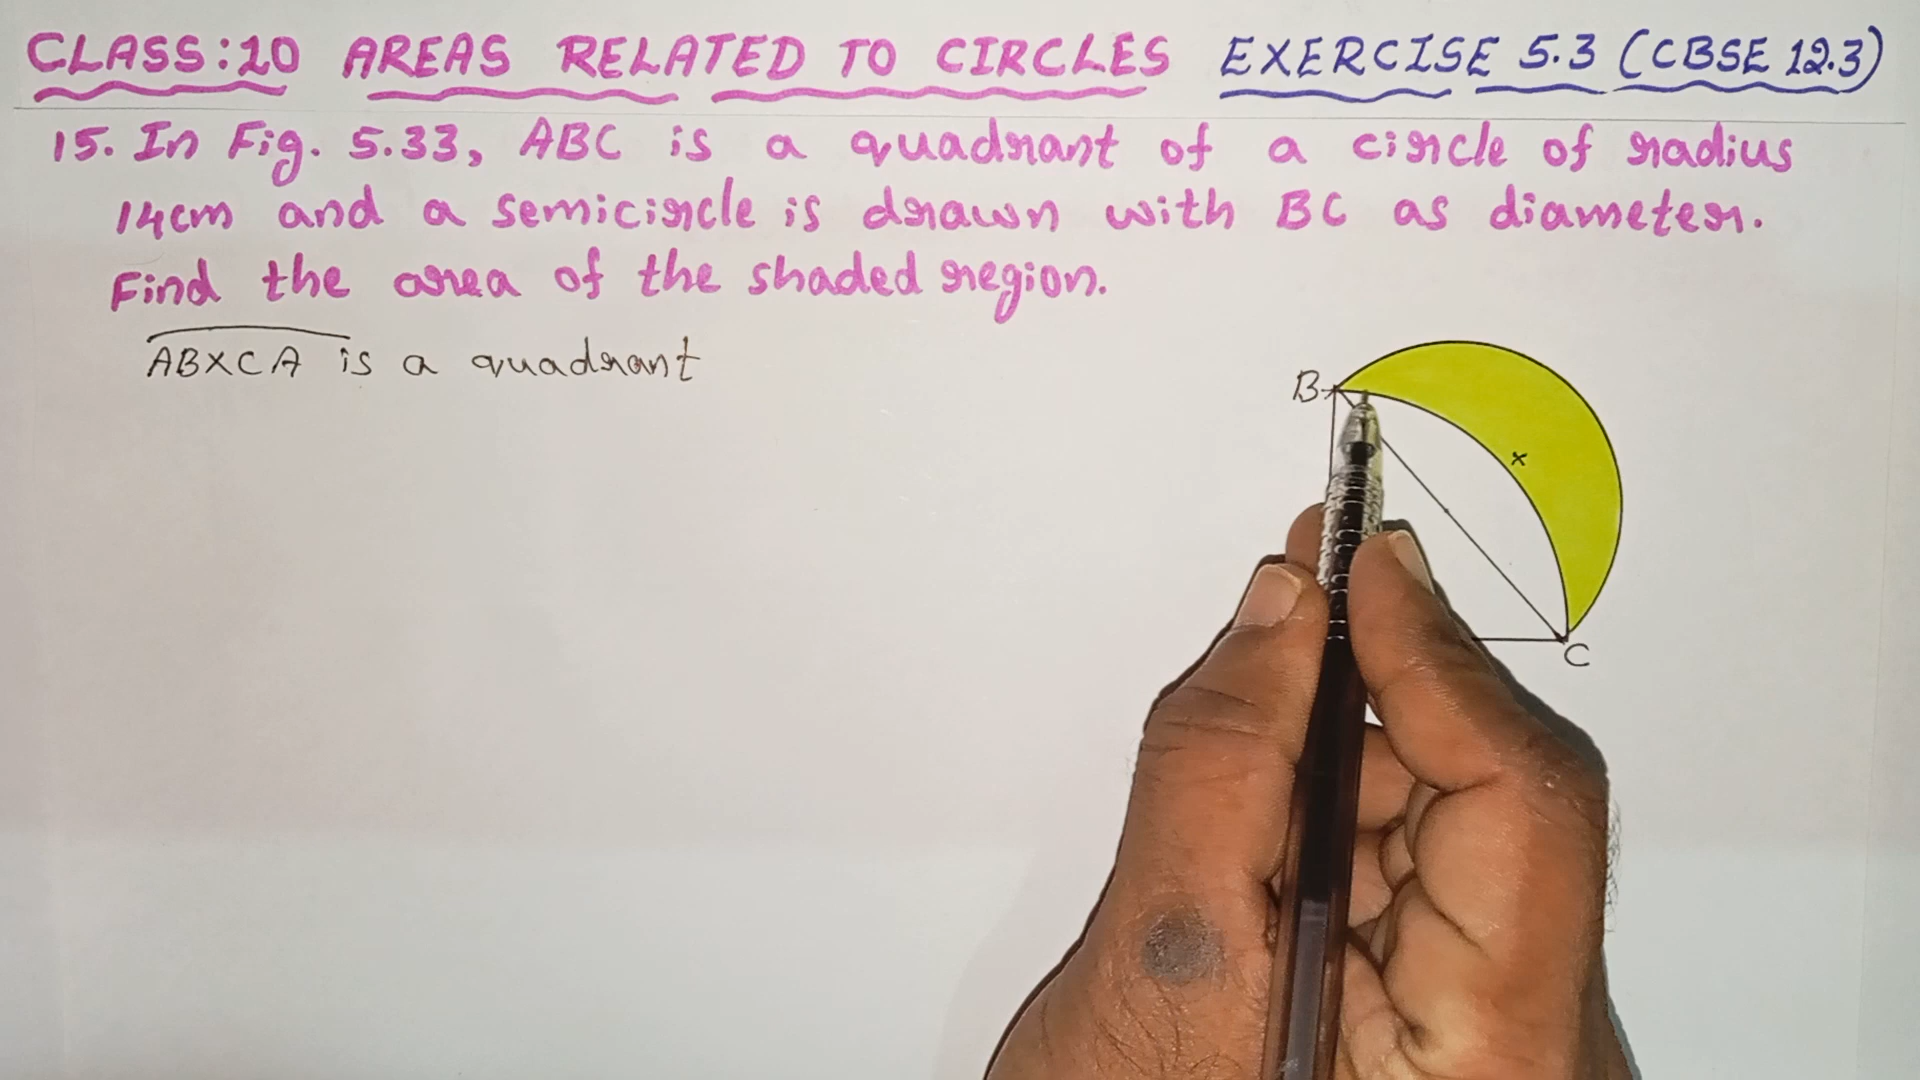 CLASS:10 AREAS RELATED TO CIRCLES EXERCISE 5.3 (CBSE 12.3)
15. In Fig. 5.33, ABC is a quadrant of a circle of radius
14cm and a semicircle is drawn with BC as diameter.
Find the area of the shaded region.
ABXCA is a quadrant
B
x
C